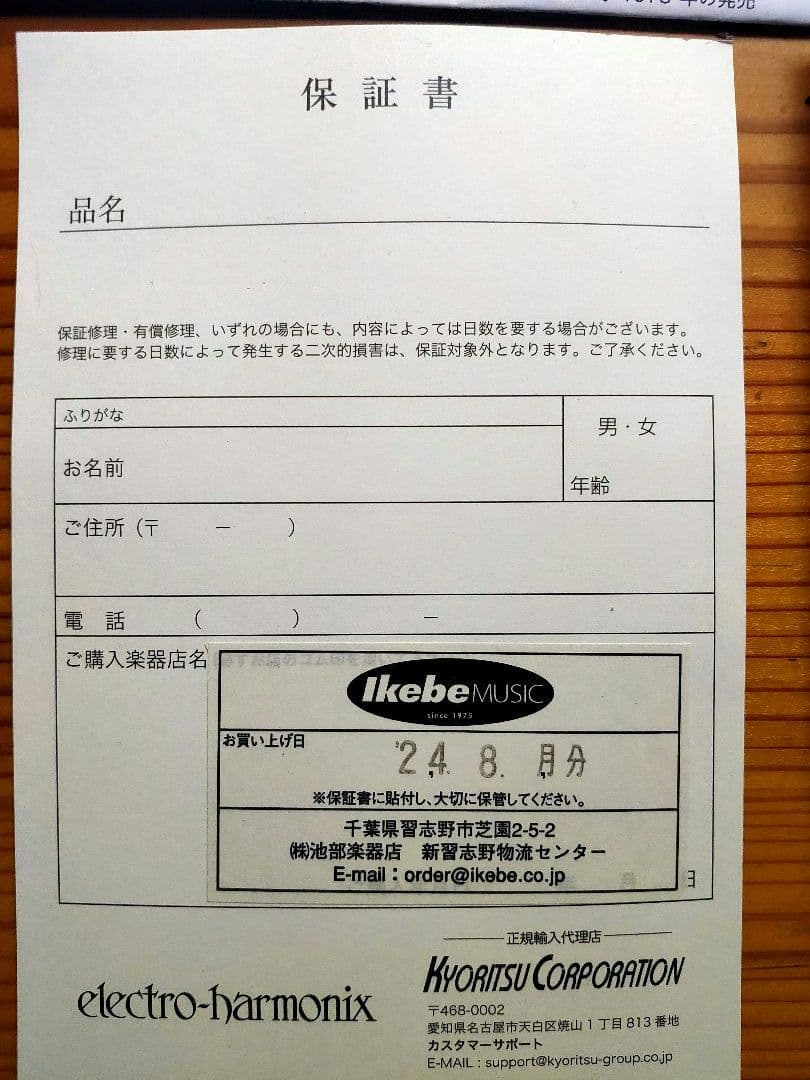 1978 年の発売
保証書
品名
保証修理・有償修理、いずれの場合にも、内容によっては日数を要する場合がございます。
修理に要する日数によって発生する二次的損害は、保証対象外となります。ご了承ください。
ふりがな
男・女
お名前
年齢
ご住所（〒　　－　　）
電 話　　（　　　　）　　　－
ご購入楽器店名
Ikebe MUSIC
since 1975
お買い上げ日
'24. 8. 月分
※保証書に貼付し、大切に保管してください。
千葉県習志野市芝園2-5-2
㈱池部楽器店　新習志野物流センター
E-mail：order@ikebe.co.jp
日
正規輸入代理店
electro-harmonix
KYORITSU CORPORATION
〒468-0002
愛知県名古屋市天白区焼山 1 丁目 813 番地
カスタマーサポート
E-MAIL : support@kyoritsu-group.co.jp